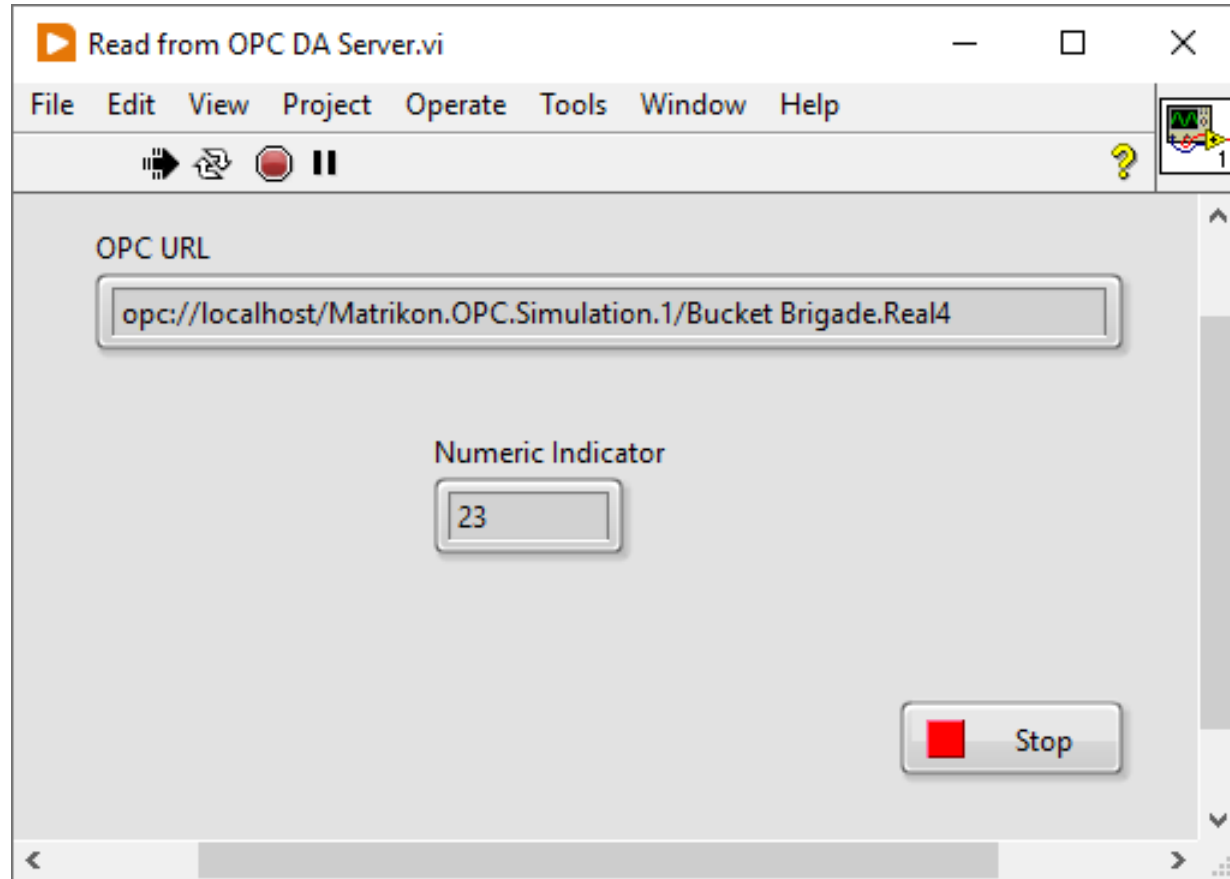 Read from OPC DA Server.vi
File Edit View Project Operate Tools Window Help
1
OPC URL
opc://localhost/Matrikon.OPC.Simulation.1/Bucket Brigade.Real4
Numeric Indicator
23
Stop